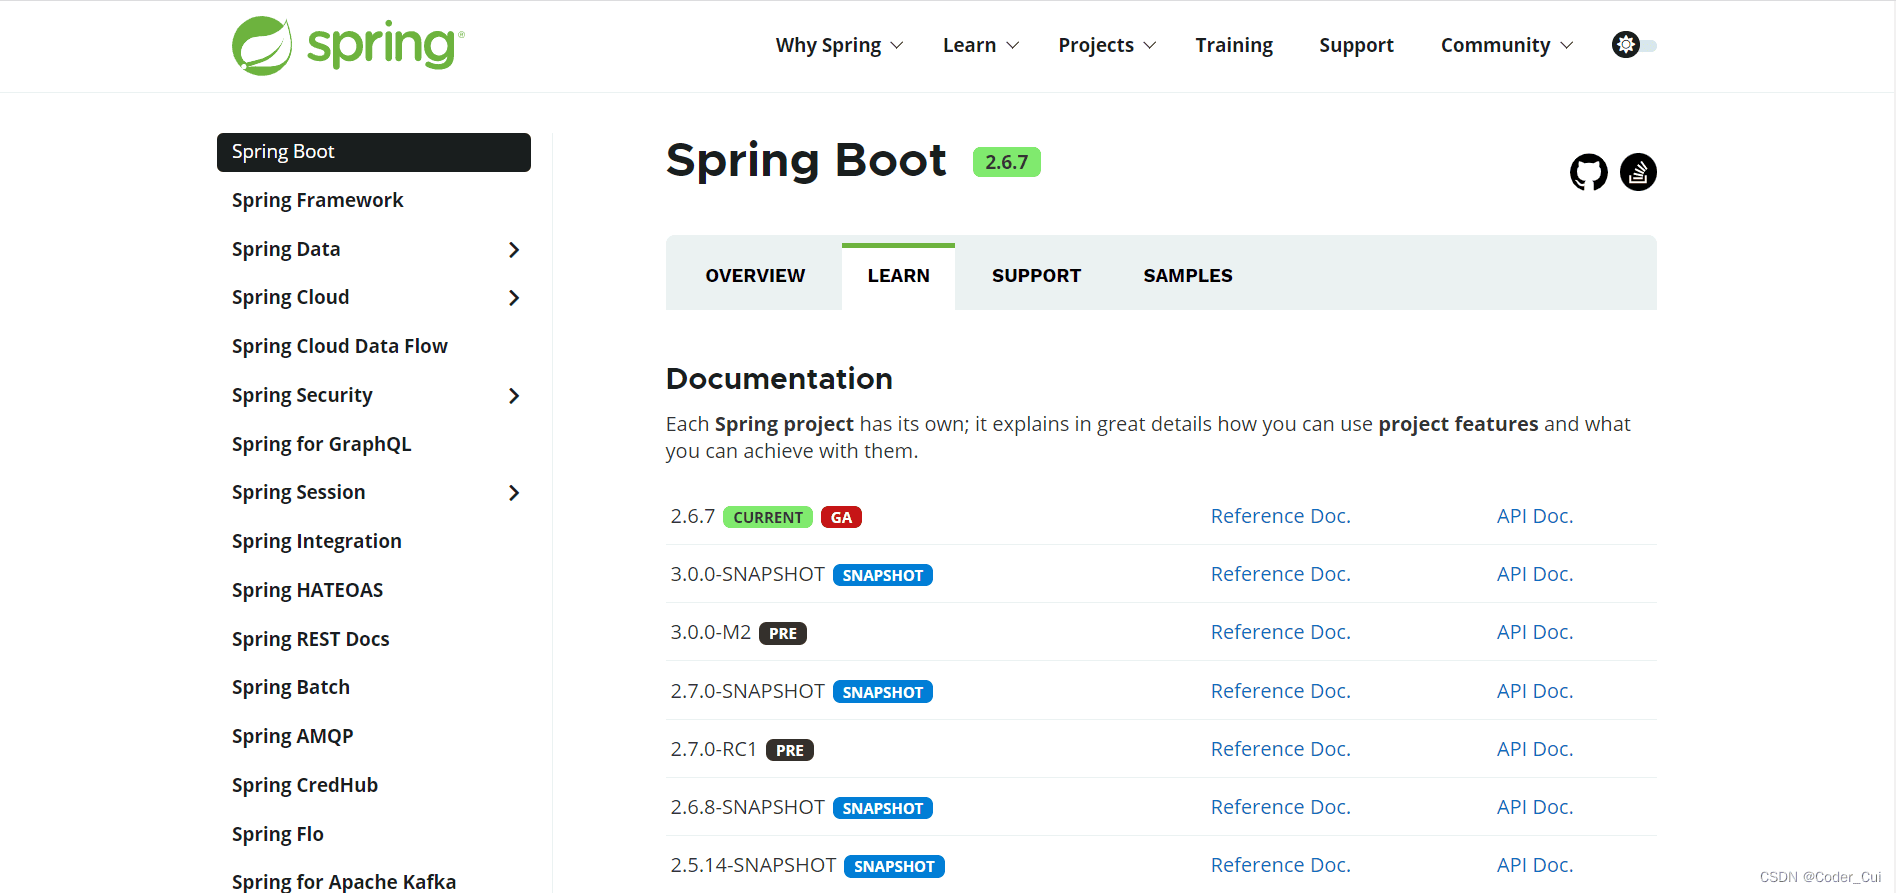 spring
Why Spring Learn Projects Training Support Community
Spring Boot
Spring Framework
Spring Data
Spring Cloud
Spring Cloud Data Flow
Spring Security
Spring for GraphQL
Spring Session
Spring Integration
Spring HATEOAS
Spring REST Docs
Spring Batch
Spring AMQP
Spring CredHub
Spring Flo
Spring for Apache Kafka
Spring Boot 2.6.7
OVERVIEW LEARN SUPPORT SAMPLES
Documentation
Each Spring project has its own; it explains in great details how you can use project features and what
you can achieve with them.
2.6.7 CURRENT GA Reference Doc. API Doc.
3.0.0-SNAPSHOT SNAPSHOT Reference Doc. API Doc.
3.0.0-M2 PRE Reference Doc. API Doc.
2.7.0-SNAPSHOT SNAPSHOT Reference Doc. API Doc.
2.7.0-RC1 PRE Reference Doc. API Doc.
2.6.8-SNAPSHOT SNAPSHOT Reference Doc. API Doc.
2.5.14-SNAPSHOT SNAPSHOT Reference Doc. API Doc.
CSDN @Coder_Cui